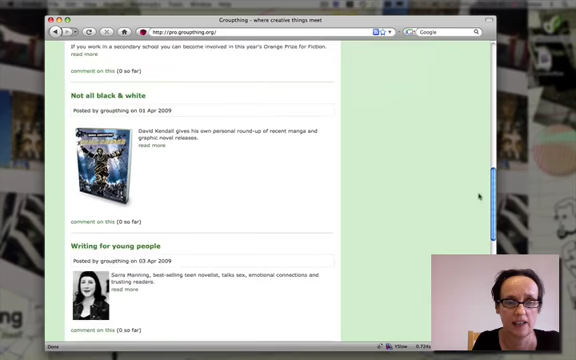 Groupthing - where creative things meet
http://pro.groupthing.org/
Google
If you work in a secondary school you can become involved in this year's Orange Prize for Fiction.
read more
comment on this (0 so far)
Not all black & white
Posted by groupthing on 01 Apr 2009
David Kendall gives his own personal round-up of recent manga and
graphic novel releases.
read more
comment on this (0 so far)
Writing for young people
Posted by groupthing on 03 Apr 2009
Sarra Manning, best-selling teen novelist, talks sex, emotional connections and
trusting readers.
read more
comment on this (0 so far)
Done
YSlow
0.724s